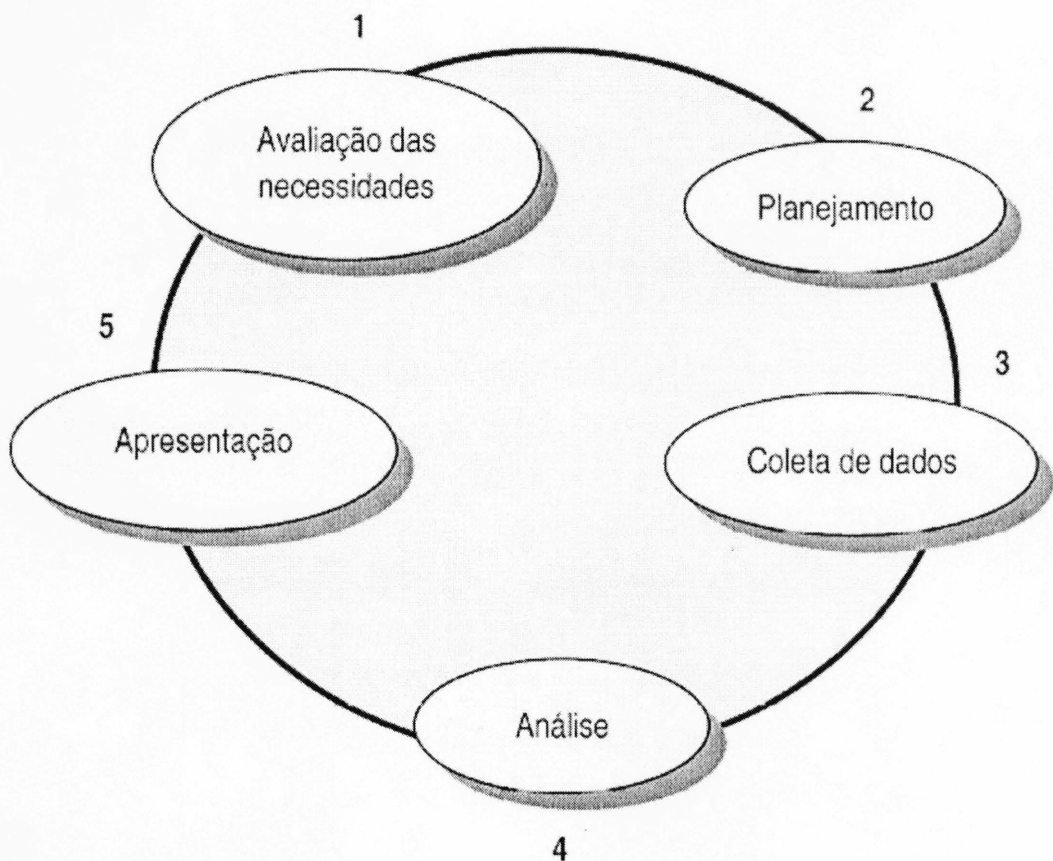 1
Avaliação das
necessidades
2
Planejamento
3
Coleta de dados
4
Análise
5
Apresentação